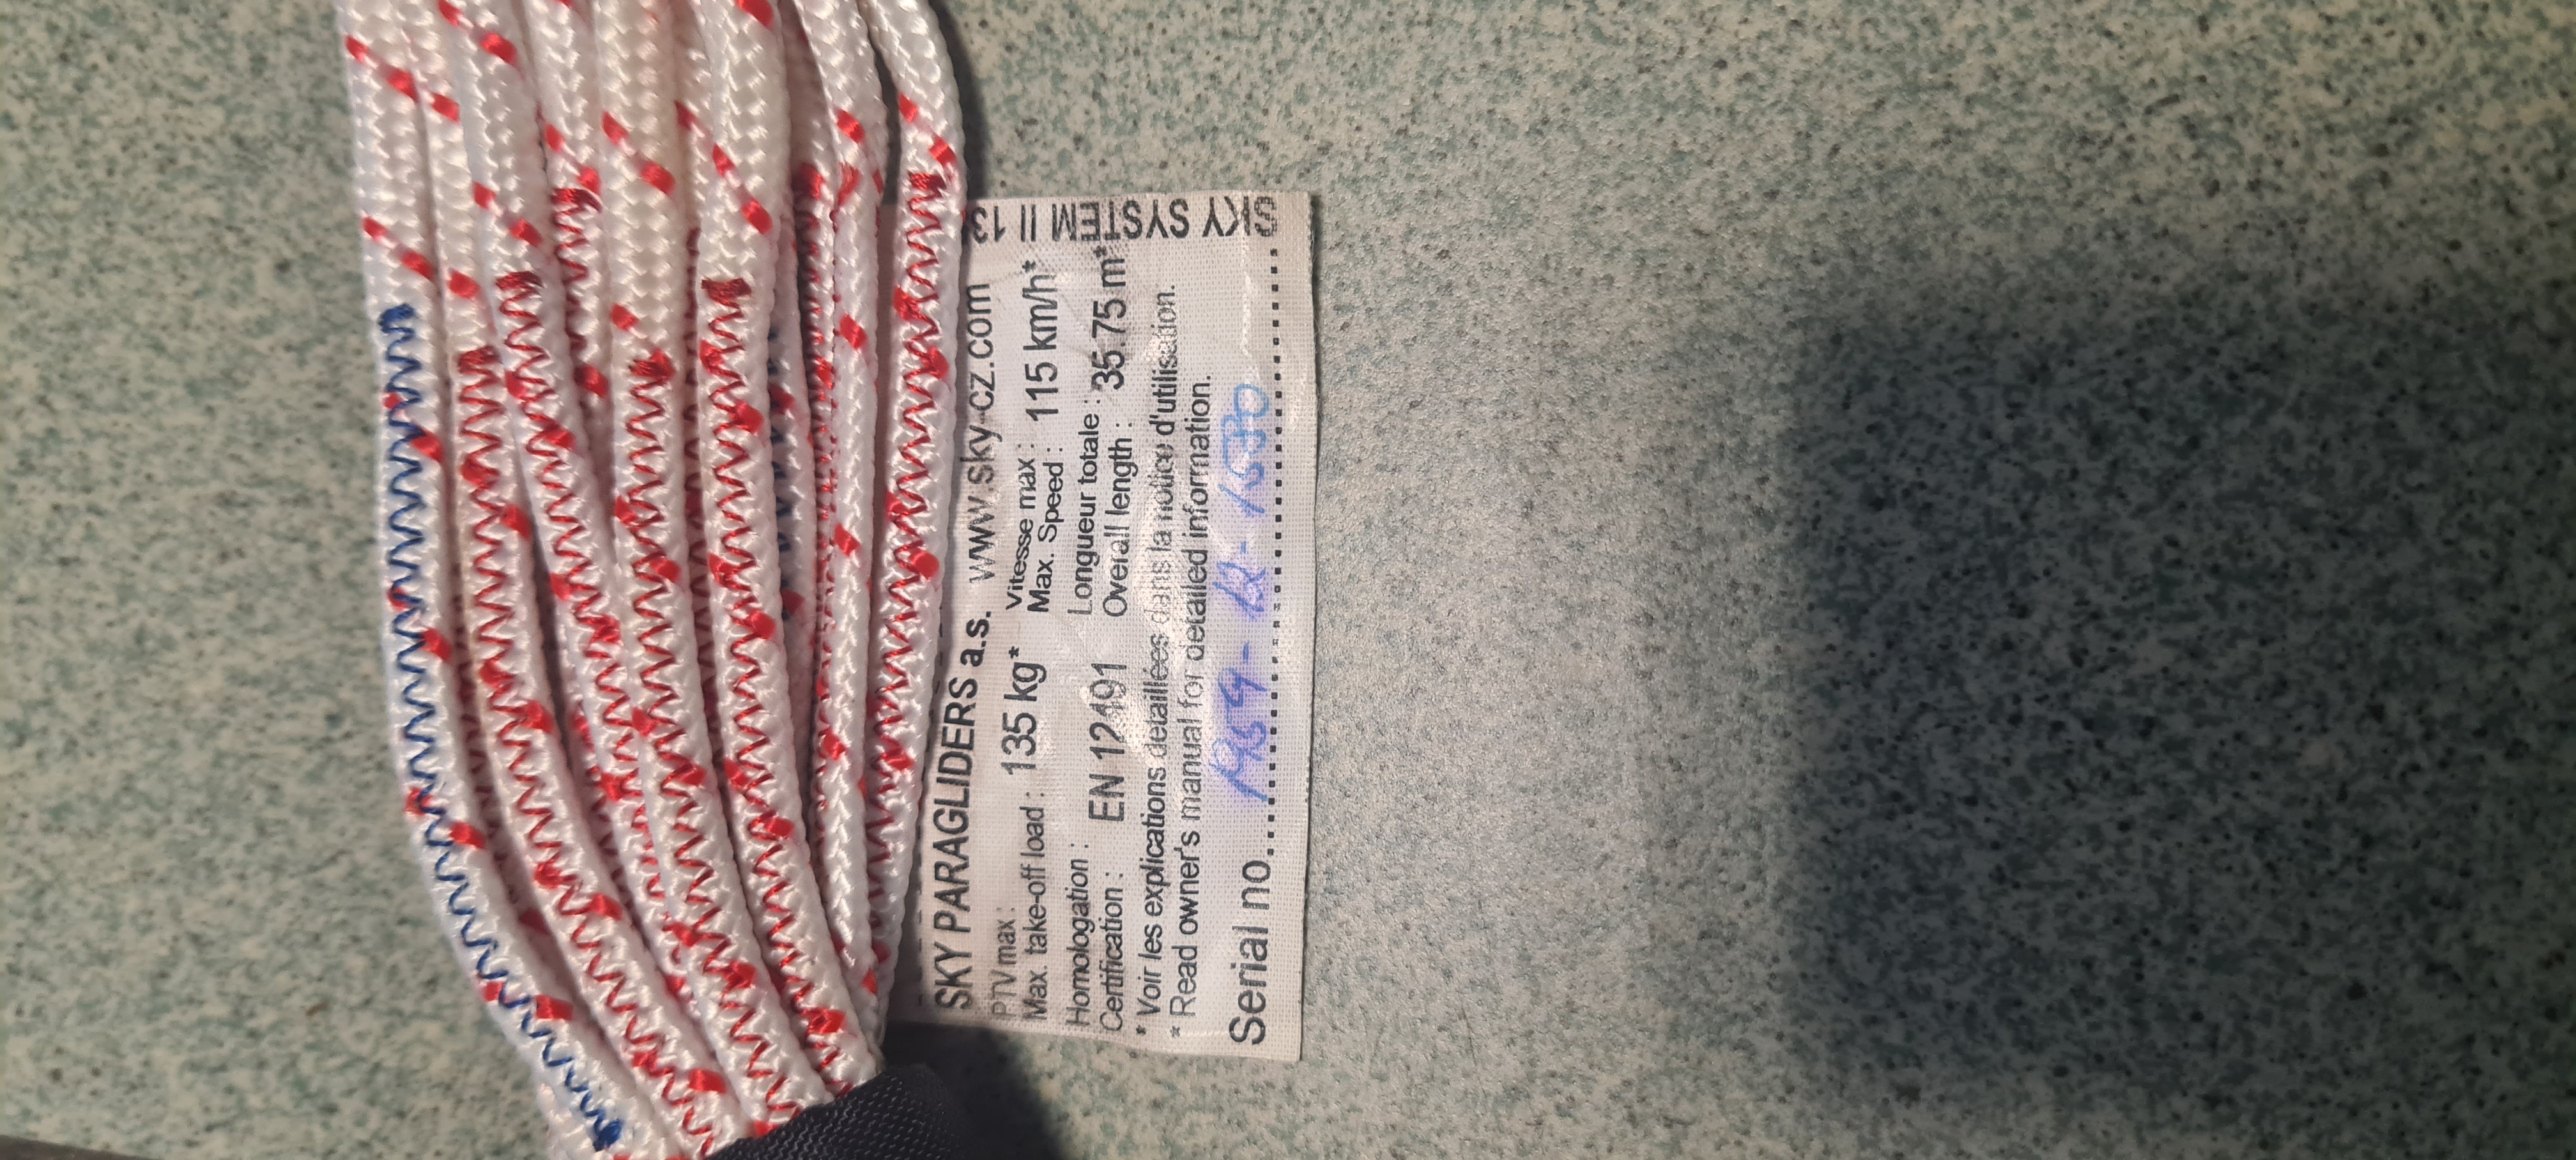 SKY SYSTEM II 13
SKY PARAGLIDERS a.s. www.sky-cz.com
PTV max :
Vitesse max :
Max. take-off load : 135 kg* Max. Speed : 115 km/h*
Homologation : Longueur totale :
Certification : EN 12491 Overall length : 35.75 m*
* Voir les explications détaillées dans la notice d'utilisation.
* Read owner's manual for detailed information.
Serial no